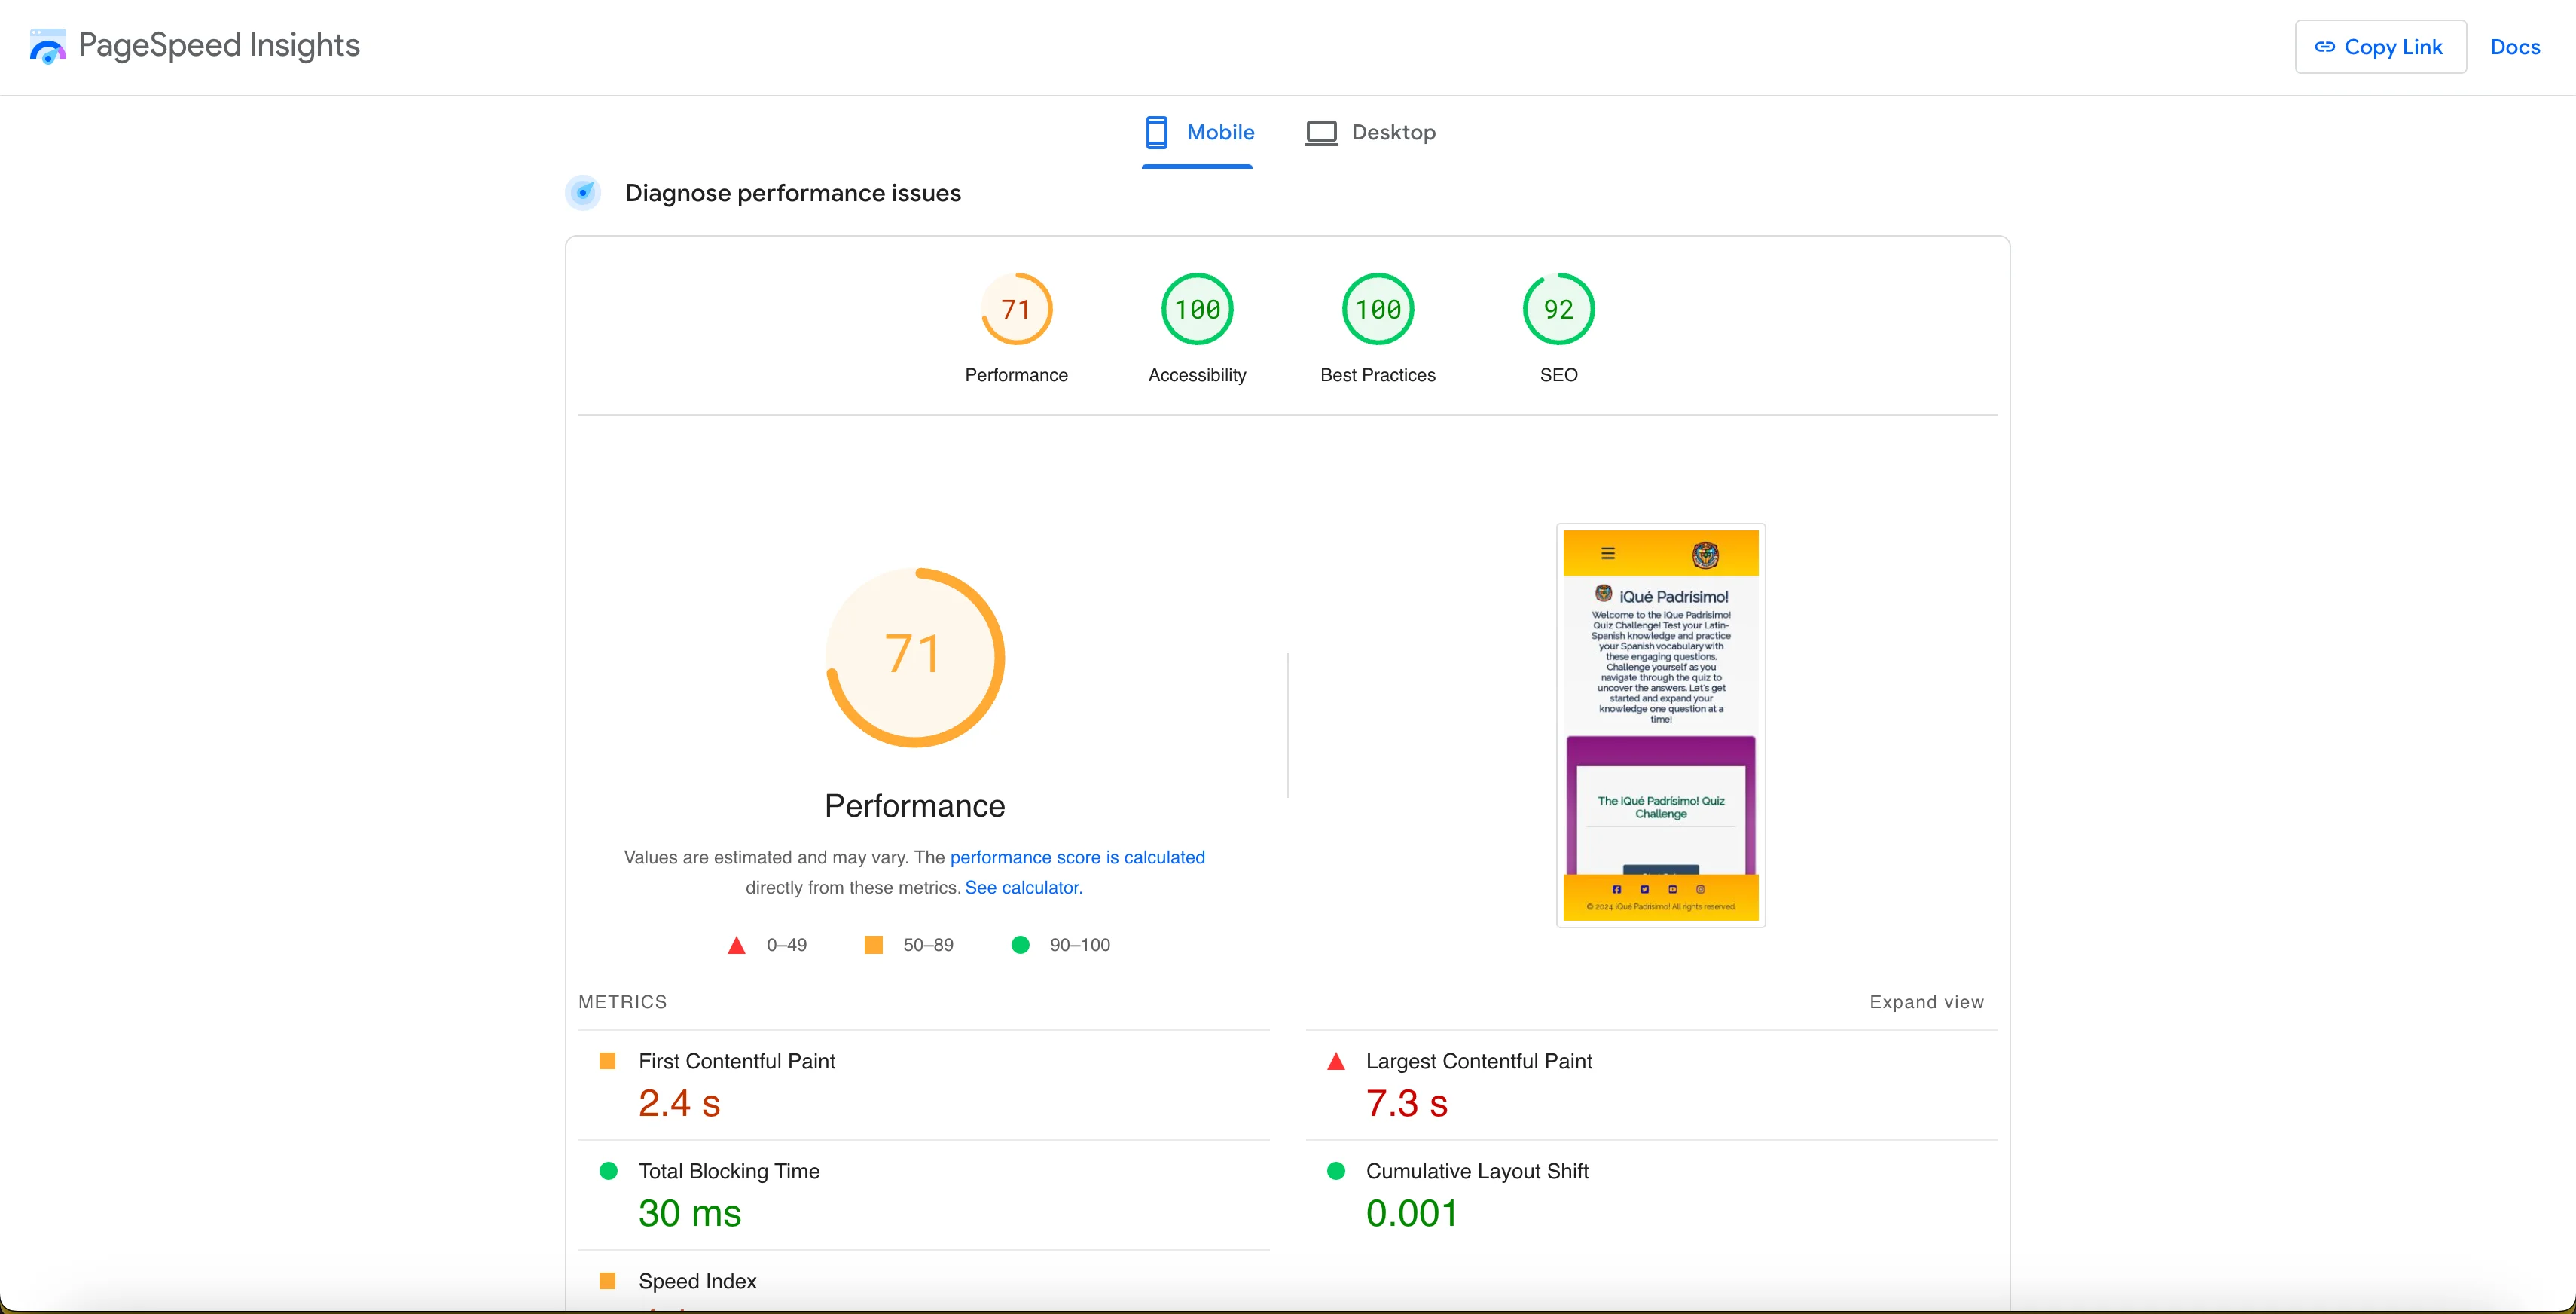 PageSpeed Insights
Copy Link
Docs
Mobile
Desktop
Diagnose performance issues
71
100
100
92
Performance
Accessibility
Best Practices
SEO
71
Performance
Values are estimated and may vary. The performance score is calculated
directly from these metrics. See calculator.
0–49
50–89
90–100
¡Qué Padrísimo!
Welcome to the ¡Que Padrísimo!
Quiz Challenge! Test your Latin-
Spanish knowledge and practice
your Spanish vocabulary with
these engaging questions.
Challenge yourself as you
navigate through the quiz to
uncover the answers. Let's get
started and expand your
knowledge one question at a
time!
The ¡Qué Padrísimo! Quiz
Challenge
© 2024 ¡Qué Padrísimo! All rights reserved.
METRICS
Expand view
First Contentful Paint
2.4 s
Largest Contentful Paint
7.3 s
Total Blocking Time
30 ms
Cumulative Layout Shift
0.001
Speed Index